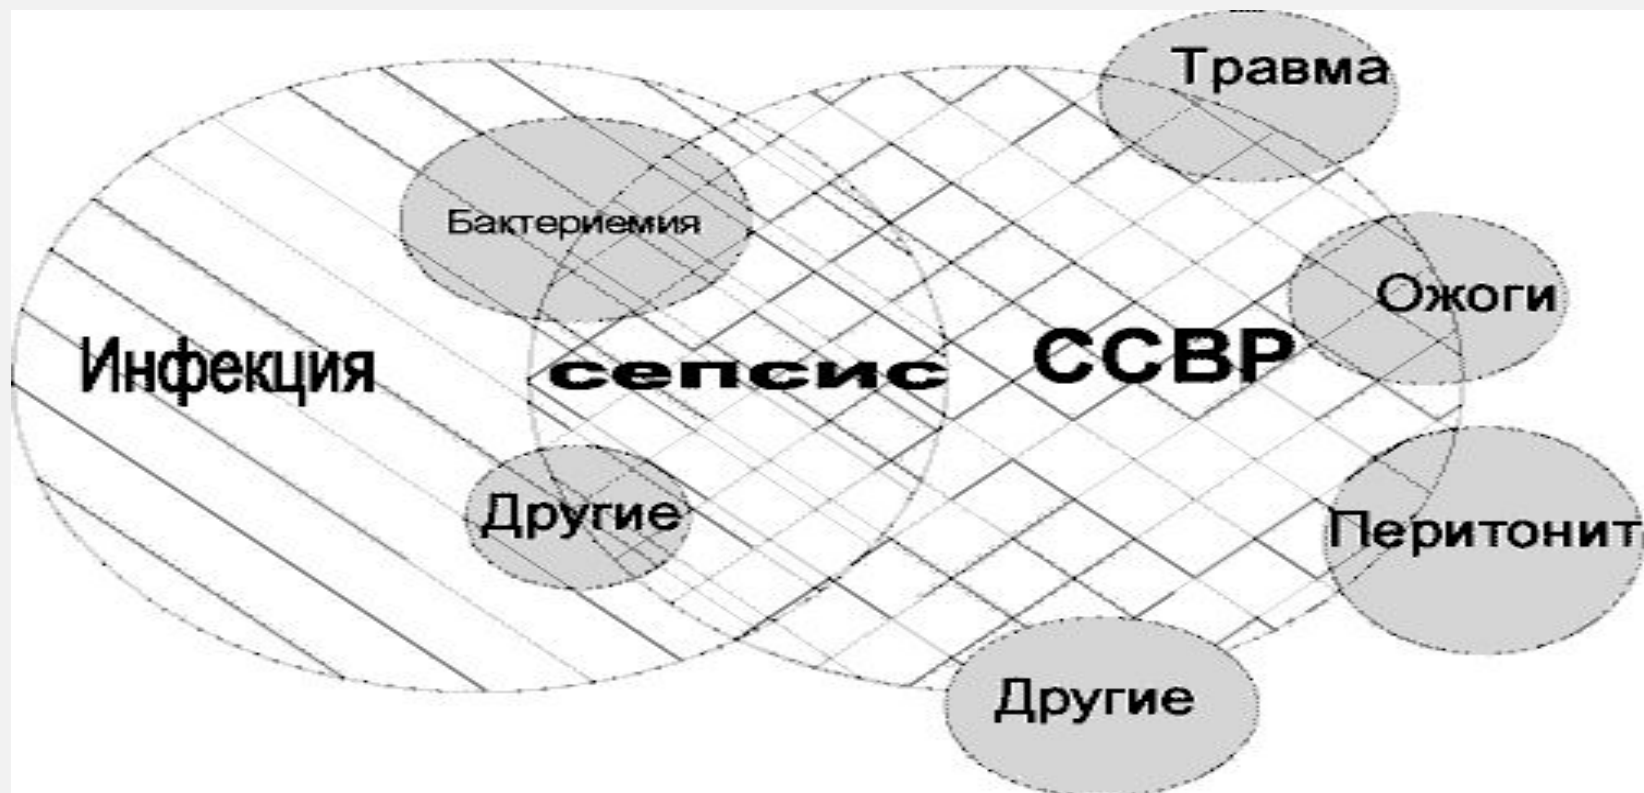 Травма
Бактериемия
Ожоги
Инфекция
сепсис
ССВР
Другие
Перитонит
Другие